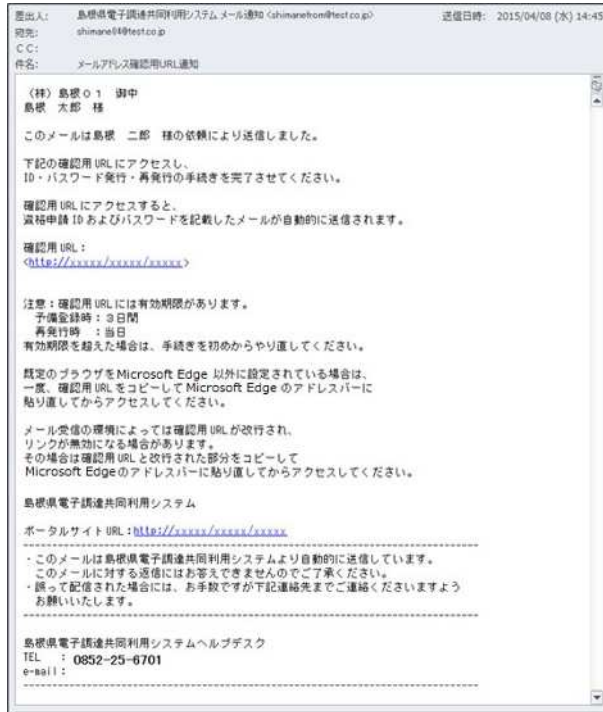 差出人: 島根県電子調達共同利用システム メール通知 <shimanefrom@test.co.jp> 送信日時: 2015/04/08 (水) 14:45
宛先: shimane04@test.co.jp
CC:
件名: メールアドレス確認用URL通知
(株) 島根01 御中
島根 太郎 様
このメールは島根 二郎 様の依頼により送信しました。
下記の確認用URLにアクセスし、
ID・パスワード発行・再発行の手続きを完了させてください。
確認用URLにアクセスすると、
資格申請IDおよびパスワードを記載したメールが自動的に送信されます。
確認用URL:
<http://xxxxx/xxxxx/xxxxx>
注意:確認用URLには有効期限があります。
予備登録時:3日間
再発行時 :当日
有効期限を超えた場合は、手続きを初めからやり直してください。
既定のブラウザをMicrosoft Edge 以外に設定されている場合は、
一度、確認用URLをコピーしてMicrosoft Edge のアドレスバーに
貼り直してからアクセスしてください。
メール受信の環境によっては確認用URLが改行され、
リンクが無効になる場合があります。
その場合は確認用URLと改行された部分をコピーして
Microsoft Edgeのアドレスバーに貼り直してからアクセスしてください。
島根県電子調達共同利用システム
ポータルサイトURL:http://xxxxx/xxxxx/xxxxx
・このメールは島根県電子調達共同利用システムより自動的に送信しています。
このメールに対する返信にはお答えできませんのでご了承ください。
・誤って配信された場合には、お手数ですが下記連絡先までご連絡くださいますよう
お願いいたします。
島根県電子調達共同利用システムヘルプデスク
TEL : 0852-25-6701
e-mail: